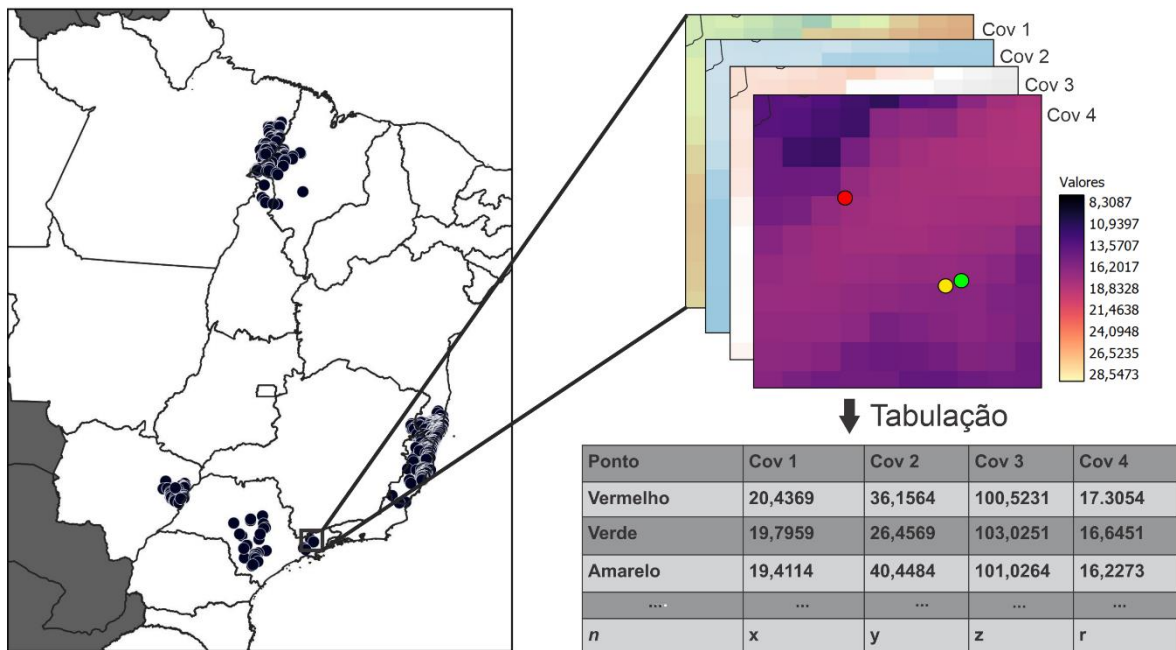 Cov 1
Cov 2
Cov 3
Cov 4
Valores
8,3087
10,9397
13,5707
16,2017
18,8328
21,4638
24,0948
26,5235
28,5473
Tabulação
Ponto Cov 1 Cov 2 Cov 3 Cov 4
Vermelho 20,4369 36,1564 100,5231 17.3054
Verde 19,7959 26,4569 103,0251 16,6451
Amarelo 19,4114 40,4484 101,0264 16,2273
.... ... ... ... ...
n x y z r